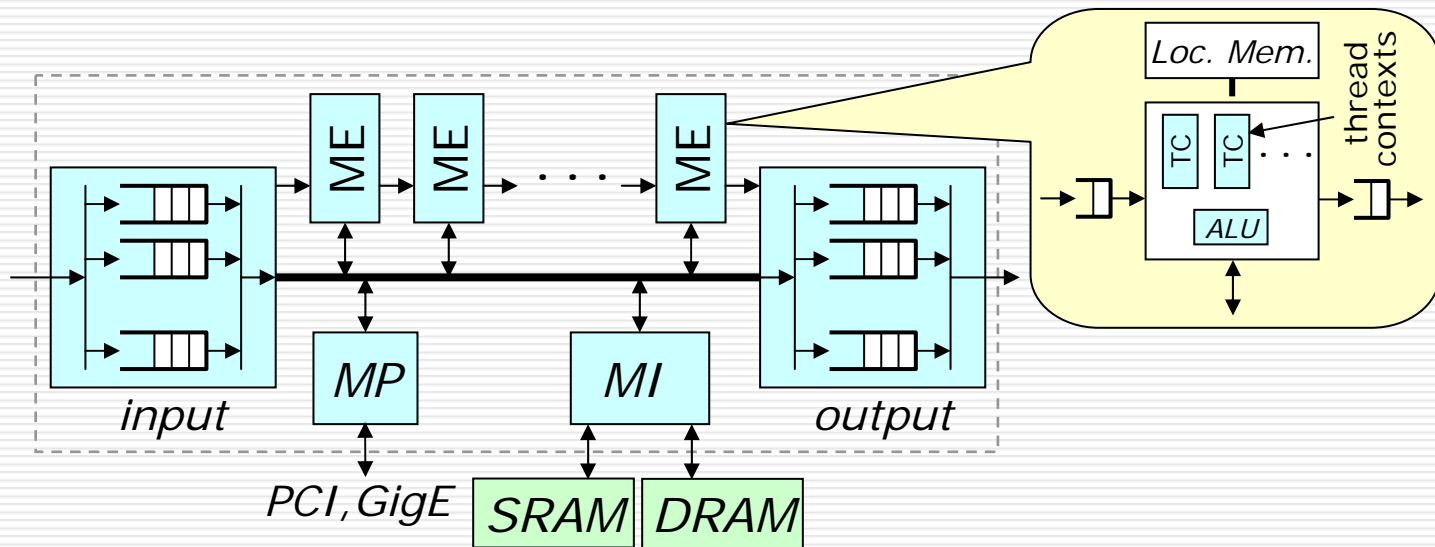 Loc. Mem.
thread
contexts
TC
TC
. . .
ALU
ME
ME
. . .
ME
input
MP
MI
output
PCI,GigE
SRAM
DRAM